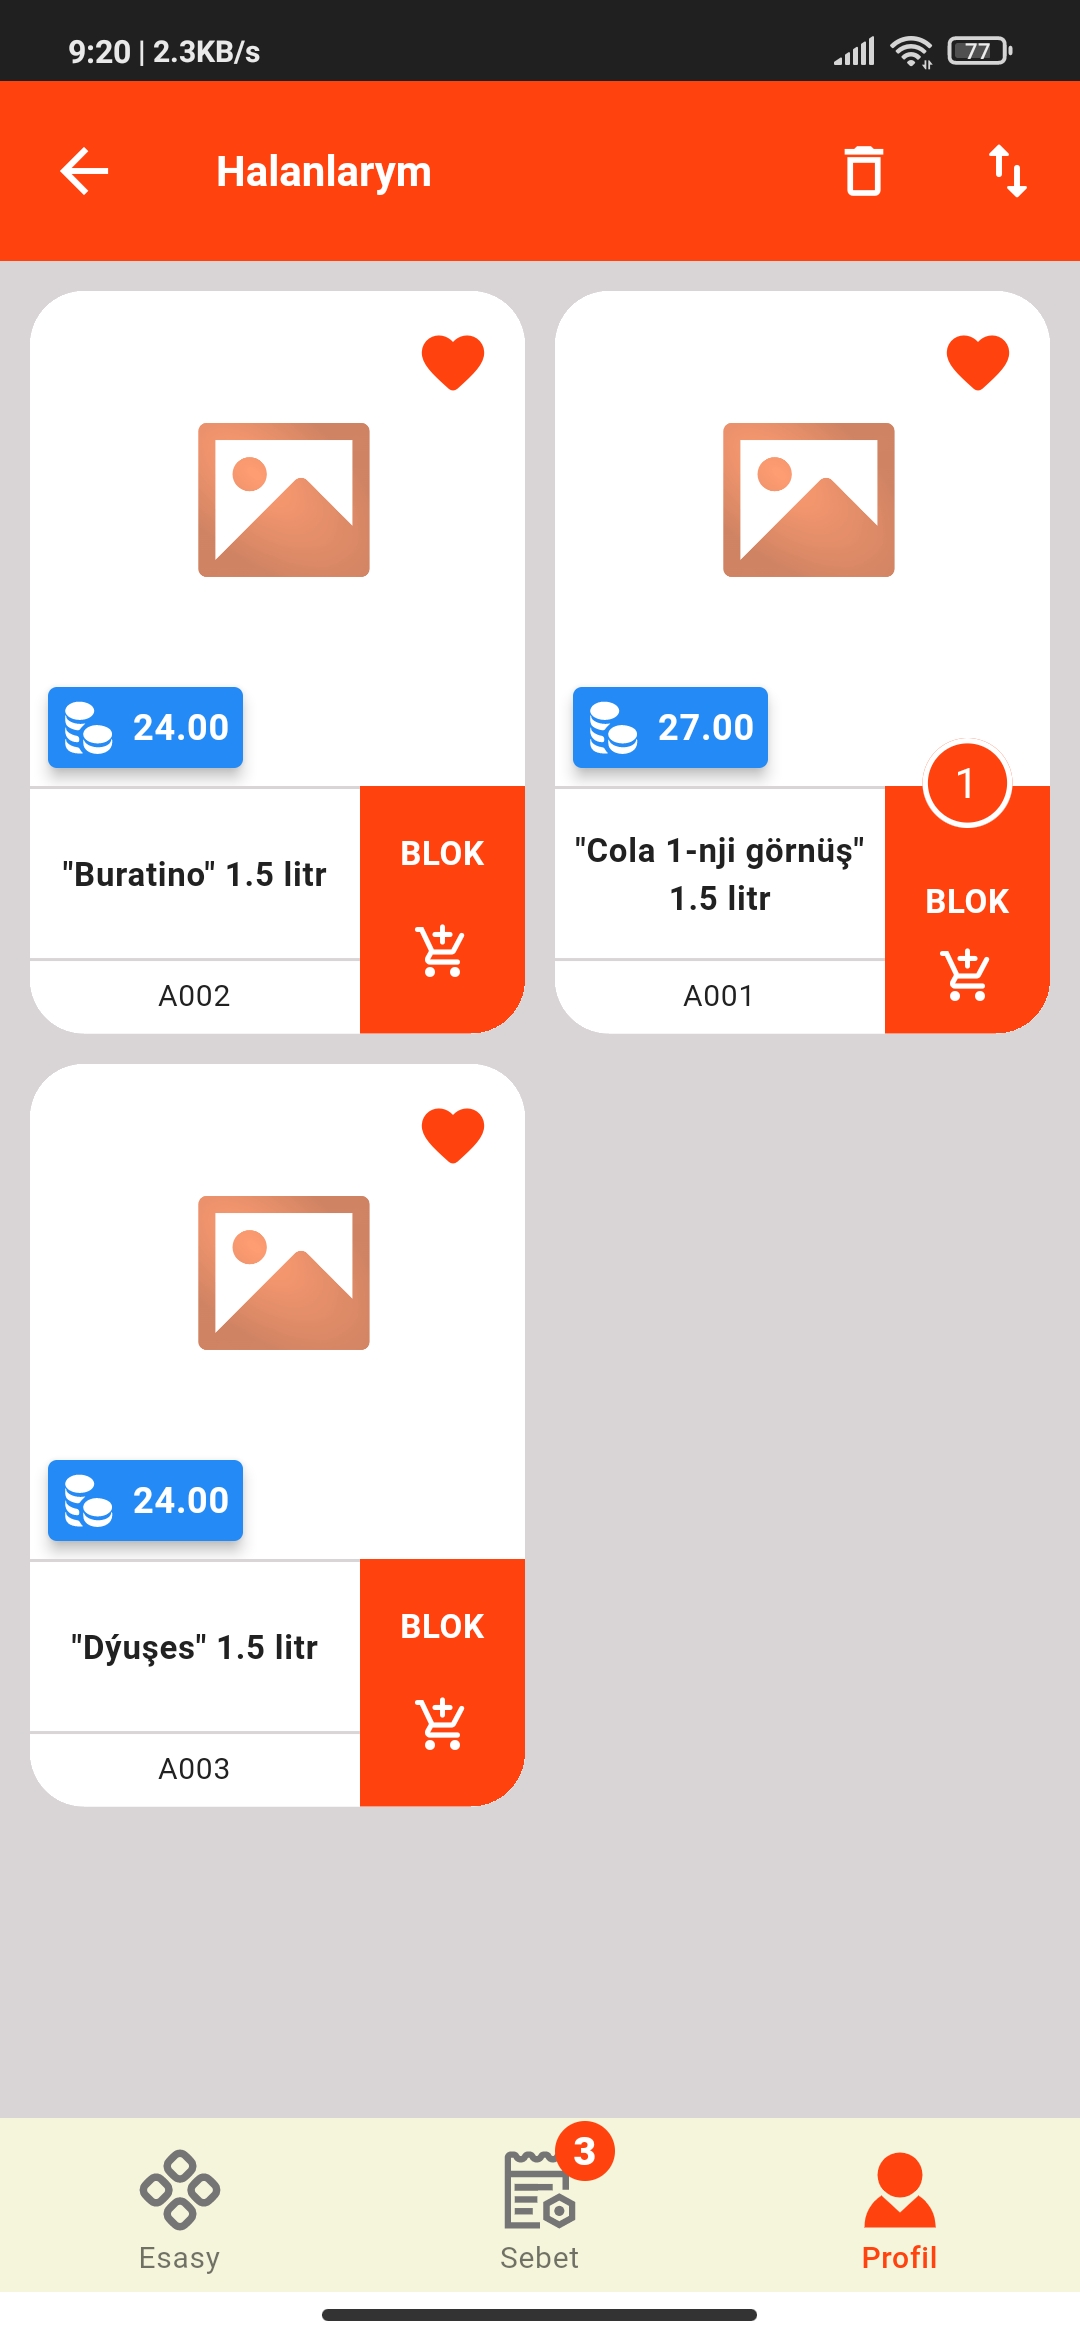 9:20 | 2.3KB/s
77
Halanlarym
24.00
"Buratino" 1.5 litr
BLOK
A002
27.00
1
"Cola 1-nji görnüş"
1.5 litr
BLOK
A001
24.00
"Dýuşes" 1.5 litr
BLOK
A003
Esasy
3
Sebet
Profil